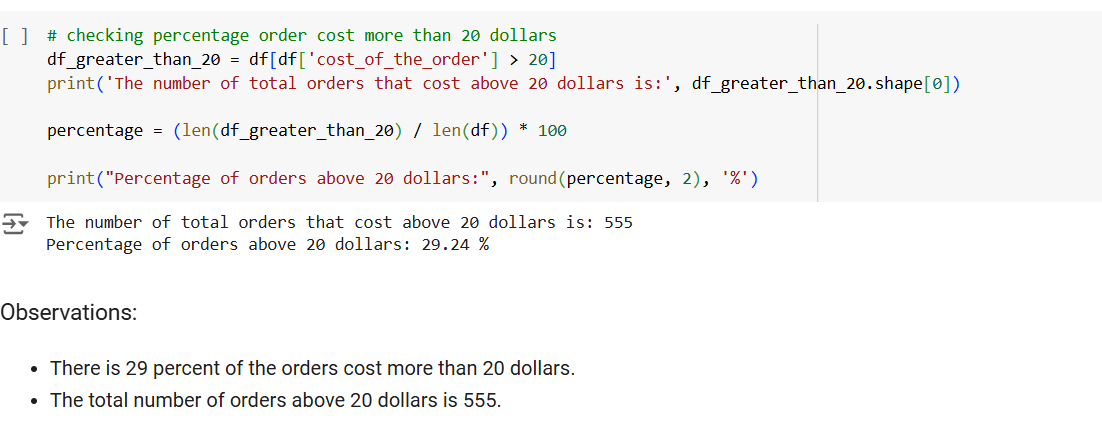 [ ] # checking percentage order cost more than 20 dollars
df_greater_than_20 = df[df['cost_of_the_order'] > 20]
print('The number of total orders that cost above 20 dollars is:', df_greater_than_20.shape[0])
percentage = (len(df_greater_than_20) / len(df)) * 100
print("Percentage of orders above 20 dollars:", round(percentage, 2), '%')
The number of total orders that cost above 20 dollars is: 555
Percentage of orders above 20 dollars: 29.24 %
Observations:
• There is 29 percent of the orders cost more than 20 dollars.
• The total number of orders above 20 dollars is 555.